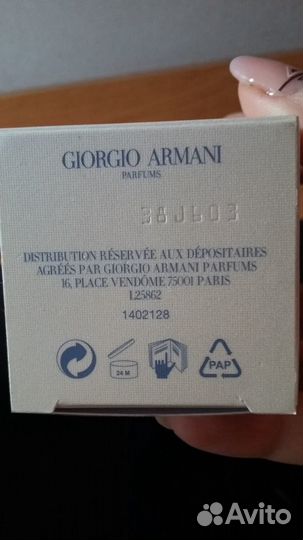 GIORGIO ARMANI
PARFUMS
38J603
DISTRIBUTION RÉSERVÉE AUX DÉPOSITAIRES
AGRÉÉS PAR GIORGIO ARMANI PARFUMS
16, PLACE VENDÔME 75001 PARIS
L25862
1402128
24 M
PAP
Avito